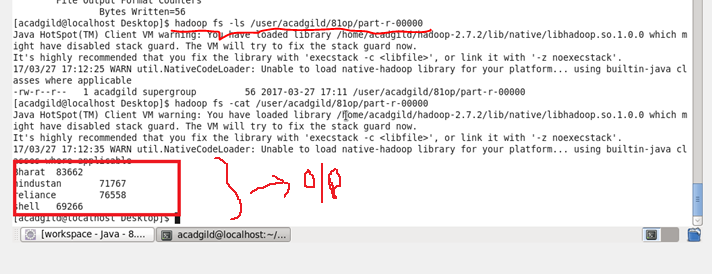 File Output Format Counters
Bytes Written=56
[acadgild@localhost Desktop]$ hadoop fs -ls /user/acadgild/81op/part-r-00000
Java HotSpot(TM) Client VM warning: You have loaded library /home/acadgild/hadoop-2.7.2/lib/native/libhadoop.so.1.0.0 which m
ight have disabled stack guard. The VM will try to fix the stack guard now.
It's highly recommended that you fix the library with 'execstack -c <libfile>', or link it with '-z noexecstack'.
17/03/27 17:12:25 WARN util.NativeCodeLoader: Unable to load native-hadoop library for your platform... using builtin-java cl
asses where applicable
-rw-r--r-- 1 acadgild supergroup 56 2017-03-27 17:11 /user/acadgild/81op/part-r-00000
[acadgild@localhost Desktop]$ hadoop fs -cat /user/acadgild/81op/part-r-00000
Java HotSpot(TM) Client VM warning: You have loaded library /home/acadgild/hadoop-2.7.2/lib/native/libhadoop.so.1.0.0 which m
ight have disabled stack guard. The VM will try to fix the stack guard now.
It's highly recommended that you fix the library with 'execstack -c <libfile>', or link it with '-z noexecstack'.
17/03/27 17:12:35 WARN util.NativeCodeLoader: Unable to load native-hadoop library for your platform... using builtin-java cl
asses where applicable
Bharat 83662
hindustan 71767
reliance 76558
shell 69266
o/p
[acadgild@localhost Desktop]$
[workspace - Java - 8....
acadgild@localhost:~/...